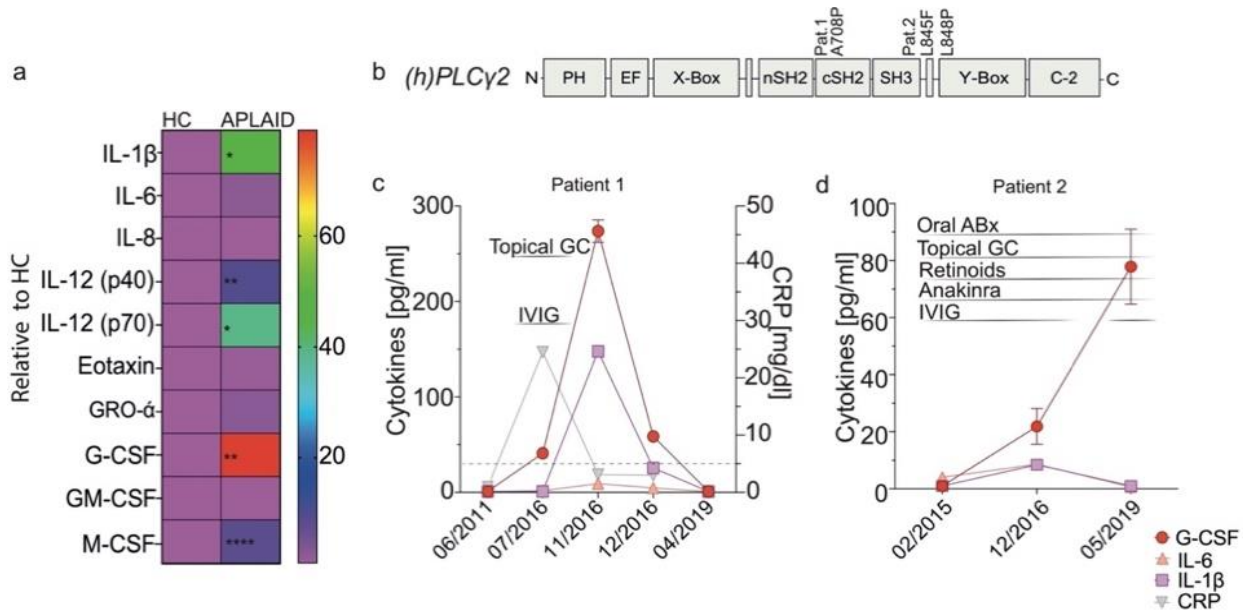 a
HC APLAID
Relative to HC
IL-1β *
IL-6
IL-8
IL-12 (p40) **
IL-12 (p70) *
Eotaxin
GRO-ά
G-CSF **
GM-CSF
M-CSF ****
60
40
20
b (h)PLCγ2
N PH EF X-Box nSH2 cSH2 SH3 Y-Box C-2 C
Pat.1
A708P
Pat.2
L845F
L848P
c
Patient 1
Cytokines [pg/ml]
300
200
100
0
Topical GC
IVIG
50
40
30
20
10
0
CRP [mg/dl]
06/2011
07/2016
11/2016
12/2016
04/2019
d
Patient 2
Cytokines [pg/ml]
100
80
60
40
20
0
Oral ABx
Topical GC
Retinoids
Anakinra
IVIG
02/2015
12/2016
05/2019
G-CSF
IL-6
IL-1β
CRP